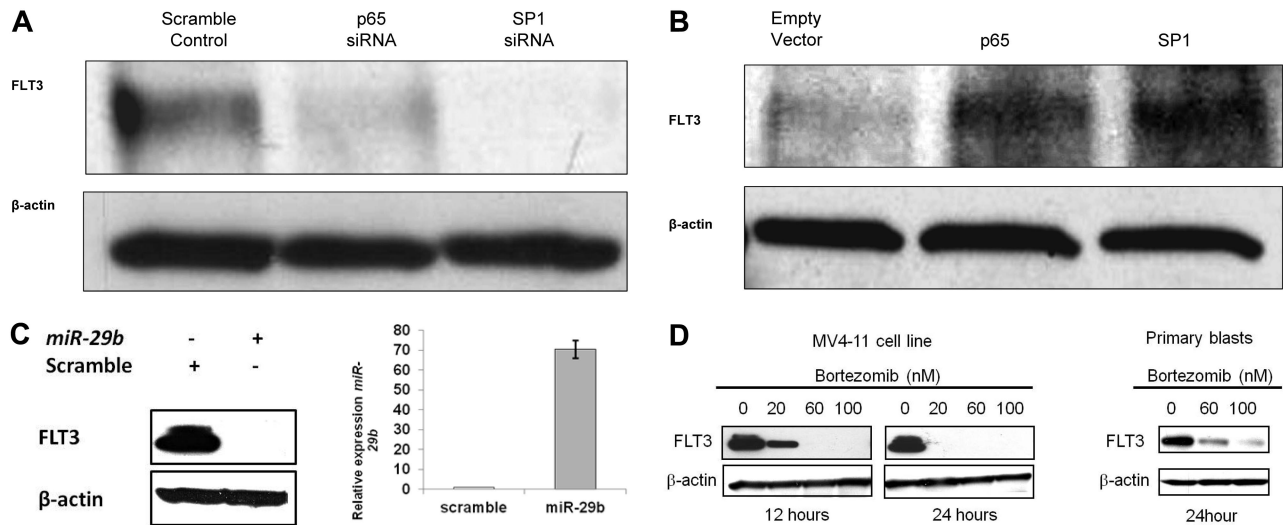 A
Scramble Control
p65 siRNA
SP1 siRNA
FLT3
β-actin
B
Empty Vector
p65
SP1
FLT3
β-actin
C
miR-29b - +
Scramble + -
FLT3
β-actin
Relative expression miR-29b
80
70
60
50
40
30
20
10
0
scramble miR-29b
D
MV4-11 cell line
Bortezomib (nM)
0 20 60 100 0 20 60 100
FLT3
β-actin
12 hours 24 hours
Primary blasts
Bortezomib (nM)
0 60 100
FLT3
β-actin
24hour